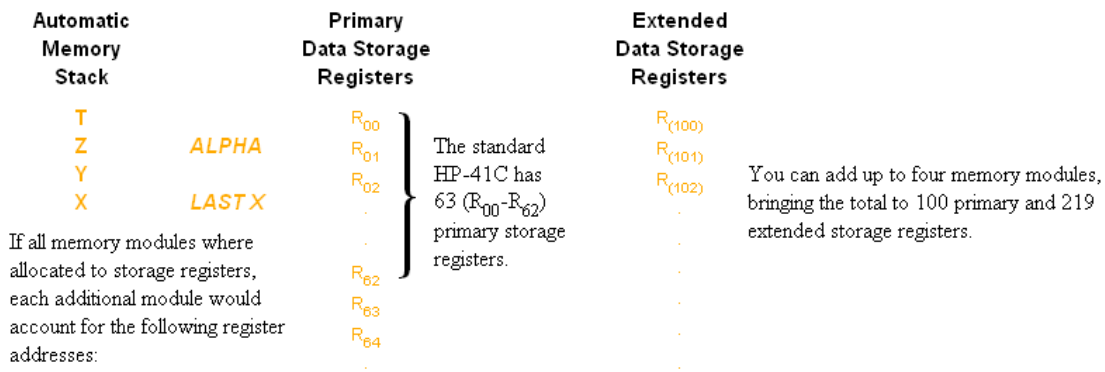 Automatic
Memory
Stack
T
Z ALPHA
Y
X LAST X
If all memory modules where
allocated to storage registers,
each additional module would
account for the following register
addresses:
Primary
Data Storage
Registers
R00
R01
R02
.
.
R62
R63
R64
.
The standard
HP-41C has
63 (R00-R62)
primary storage
registers.
Extended
Data Storage
Registers
R(100)
R(101)
R(102)
.
.
.
.
.
.
You can add up to four memory modules,
bringing the total to 100 primary and 219
extended storage registers.